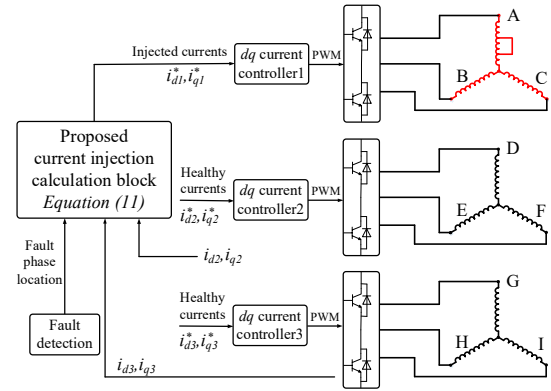 Injected currents
i*d1,i*q1
dq current
controller1
PWM
A
B
C
Proposed
current injection
calculation block
Equation (11)
Healthy
currents
i*d2,i*q2
dq current
controller2
PWM
D
E
F
Fault
phase
location
id2,iq2
Fault
detection
Healthy
currents
i*d3,i*q3
dq current
controller3
PWM
G
H
I
id3,iq3